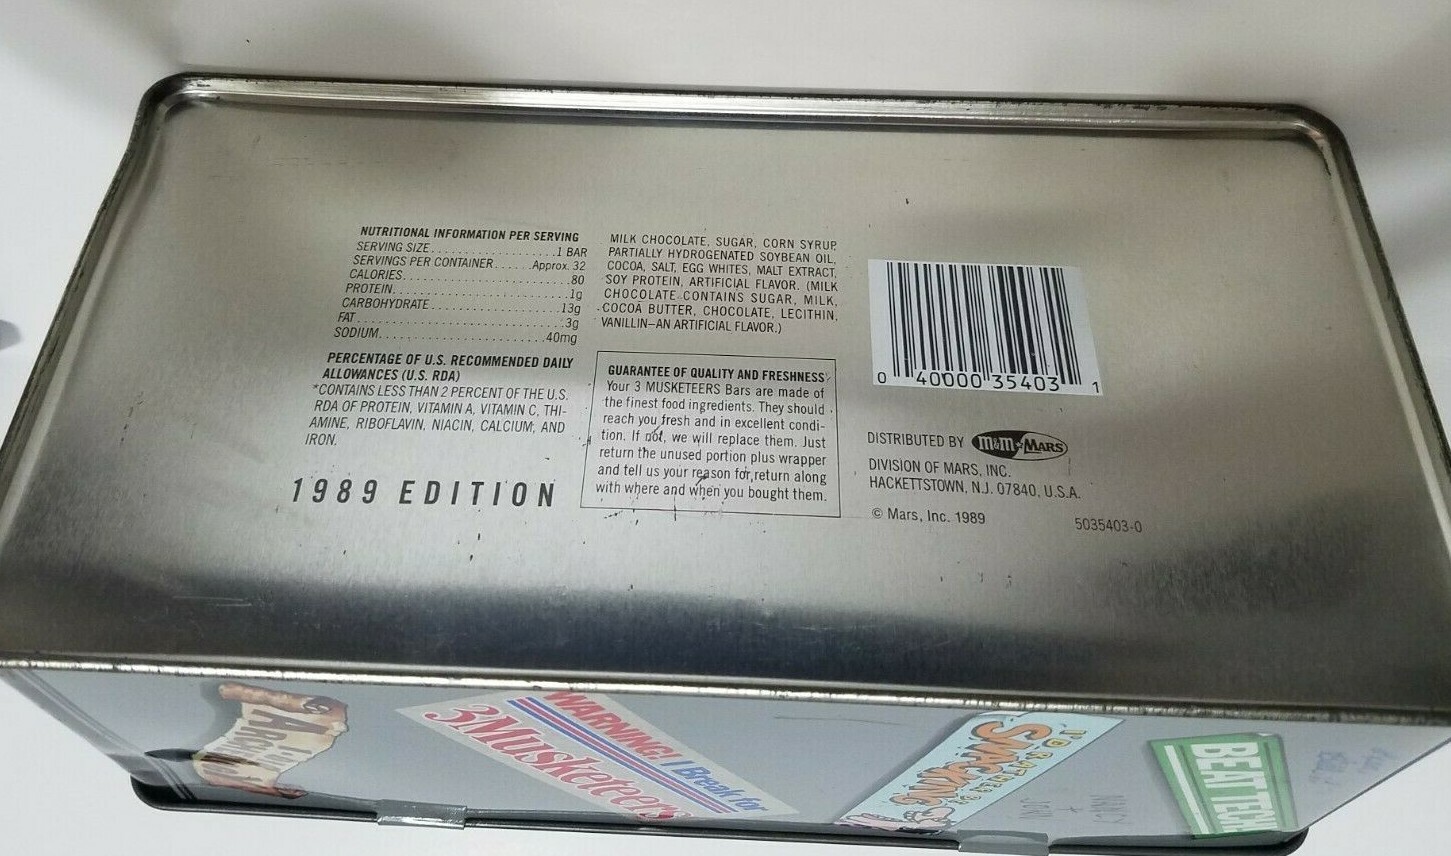 NUTRITIONAL INFORMATION PER SERVING
SERVING SIZE....................1 BAR
SERVINGS PER CONTAINER......Approx. 32
CALORIES..........................80
PROTEIN...........................1g
CARBOHYDRATE.....................13g
FAT...............................3g
SODIUM.........................40mg
PERCENTAGE OF U.S. RECOMMENDED DAILY
ALLOWANCES (U.S. RDA)
*CONTAINS LESS THAN 2 PERCENT OF THE U.S.
RDA OF PROTEIN, VITAMIN A, VITAMIN C, THI-
AMINE, RIBOFLAVIN, NIACIN, CALCIUM, AND
IRON.
1989 EDITION
MILK CHOCOLATE, SUGAR, CORN SYRUP,
PARTIALLY HYDROGENATED SOYBEAN OIL,
COCOA, SALT, EGG WHITES, MALT EXTRACT,
SOY PROTEIN, ARTIFICIAL FLAVOR. (MILK
CHOCOLATE CONTAINS SUGAR, MILK,
COCOA BUTTER, CHOCOLATE, LECITHIN,
VANILLIN—AN ARTIFICIAL FLAVOR.)
GUARANTEE OF QUALITY AND FRESHNESS
Your 3 MUSKETEERS Bars are made of
the finest food ingredients. They should
reach you fresh and in excellent condi-
tion. If not, we will replace them. Just
return the unused portion plus wrapper
and tell us your reason for return along
with where and when you bought them.
0 40000 35403 1
DISTRIBUTED BY m&m★MARS
DIVISION OF MARS, INC.
HACKETTSTOWN, N.J. 07840, U.S.A.
© Mars, Inc. 1989
5035403-0
WARNING! I Break for
3 Musketeers
I'D RATHER BE
NANCY
+
JOHN
BEAT TECH